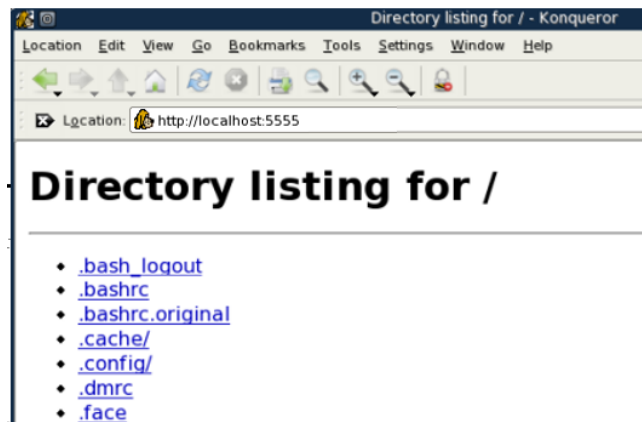 Directory listing for / - Konqueror
Location Edit View Go Bookmarks Tools Settings Window Help
Location: http://localhost:5555
Directory listing for /
.bash_logout
.bashrc
.bashrc.original
.cache/
.config/
.dmrc
.face